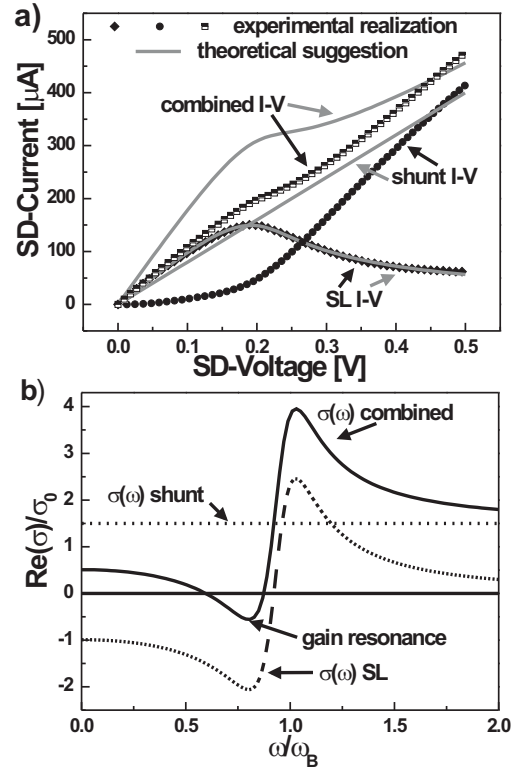 a)
experimental realization
theoretical suggestion
500
400
300
200
100
0
SD-Current [μA]
combined I-V
shunt I-V
SL I-V
0.0 0.1 0.2 0.3 0.4 0.5
SD-Voltage [V]
b)
4
3
2
1
0
-1
-2
Re(σ)/σ0
σ(ω) combined
σ(ω) shunt
gain resonance
σ(ω) SL
0.0 0.5 1.0 1.5 2.0
ω/ωB